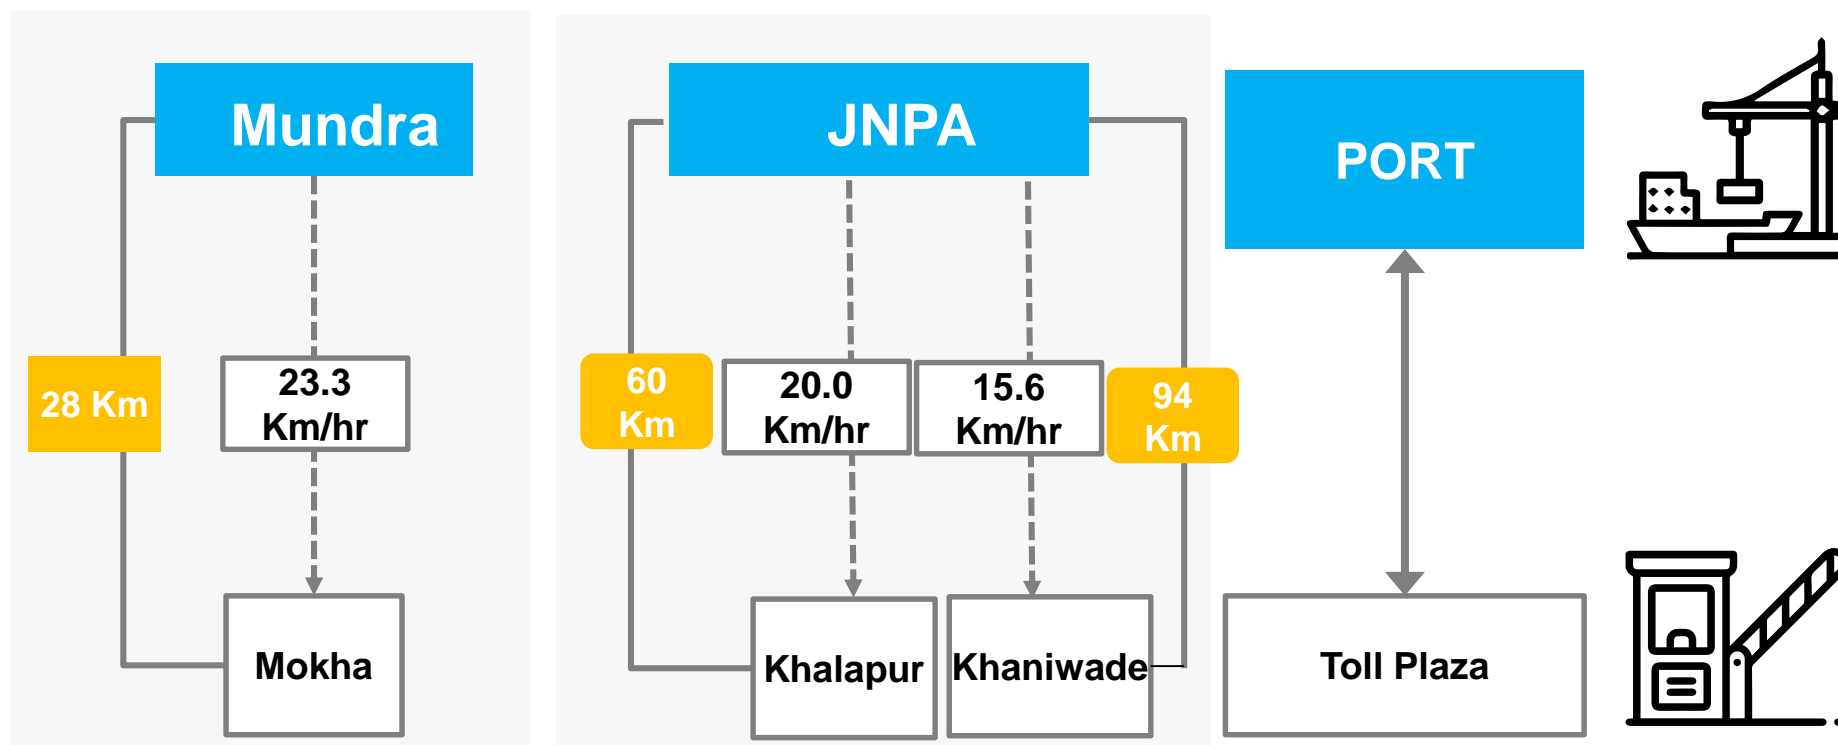 Mundra
JNPA
PORT
28 Km
23.3
Km/hr
60
Km
20.0
Km/hr
15.6
Km/hr
94
Km
Mokha
Khalapur
Khaniwade
Toll Plaza